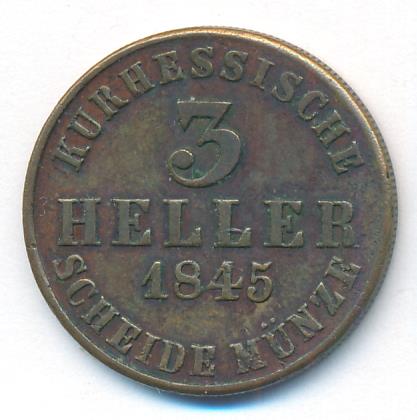 KURHESSISCHE
3
HELLER
1845
SCHEIDE MÜNZE